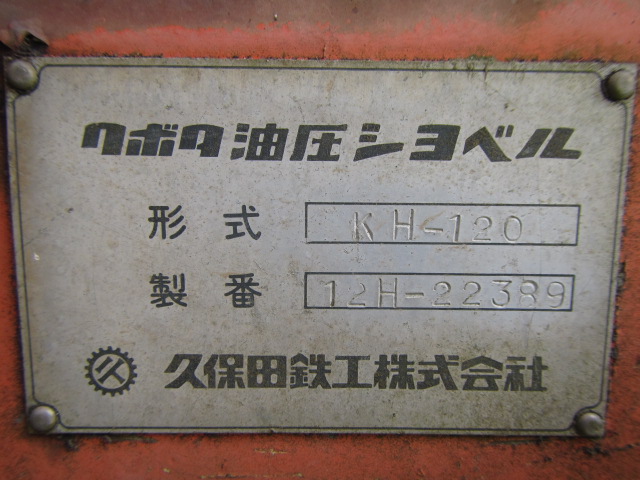 クボタ油圧ショベル
形式 KH-120
製番 12H-22389
久保田鉄工株式会社